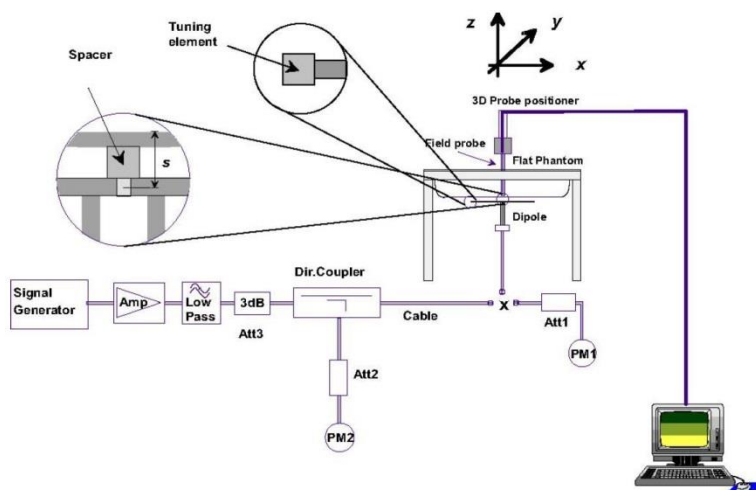 Tuning
element
Spacer
s
z
y
x
3D Probe positioner
Field probe
Flat Phantom
Dipole
Signal
Generator
Amp
Low
Pass
3dB
Att3
Dir.Coupler
Cable
x
Att1
PM1
Att2
PM2